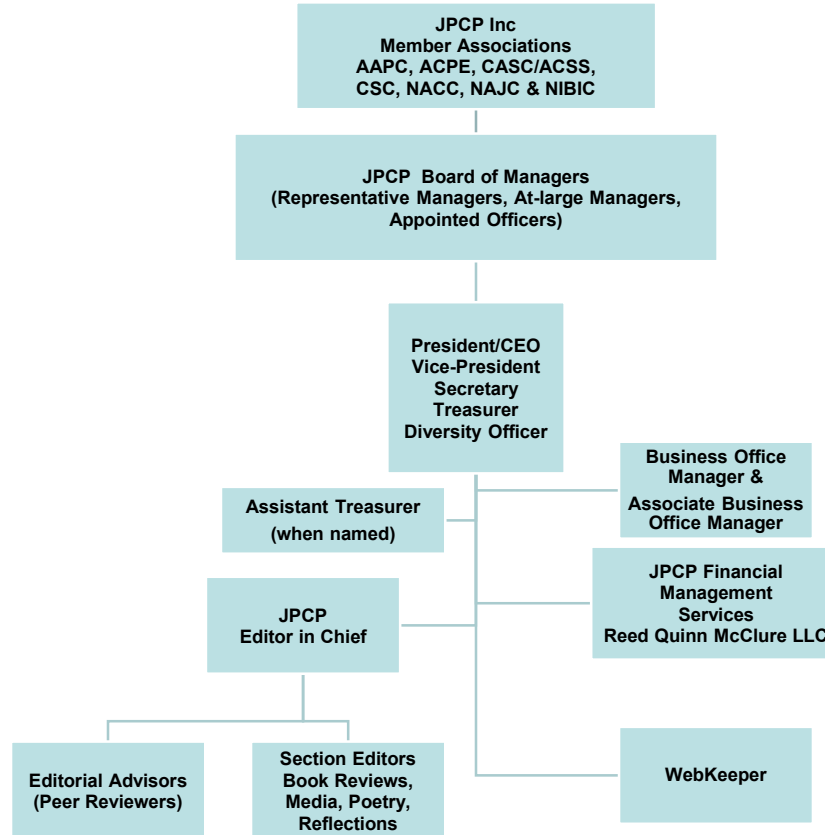 JPCP Inc
Member Associations
AAPC, ACPE, CASC/ACSS,
CSC, NACC, NAJC & NIBIC
JPCP Board of Managers
(Representative Managers, At-large Managers,
Appointed Officers)
President/CEO
Vice-President
Secretary
Treasurer
Diversity Officer
Business Office
Manager &
Associate Business
Office Manager
Assistant Treasurer
(when named)
JPCP Financial
Management
Services
Reed Quinn McClure LLC
JPCP
Editor in Chief
Editorial Advisors
(Peer Reviewers)
Section Editors
Book Reviews,
Media, Poetry,
Reflections
WebKeeper